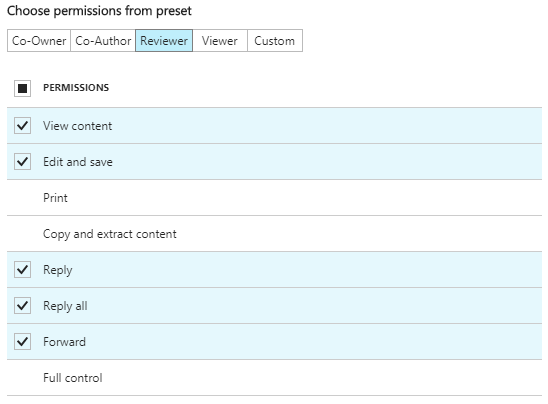 Choose permissions from preset
Co-Owner Co-Author Reviewer Viewer Custom
PERMISSIONS
View content
Edit and save
Print
Copy and extract content
Reply
Reply all
Forward
Full control